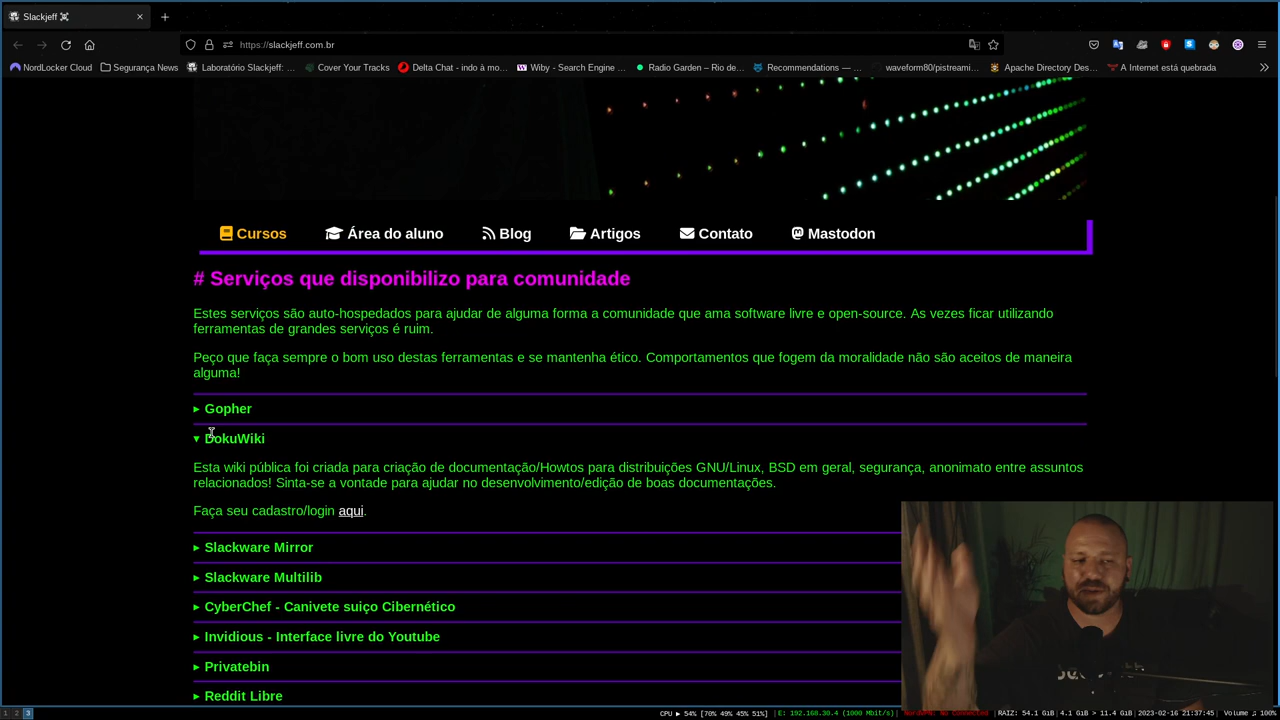 Slackjeff
https://slackjeff.com.br
NordLocker Cloud
Segurança News
Laboratório Slackjeff: ...
Cover Your Tracks
Delta Chat - indo à mo...
Wiby - Search Engine ...
Radio Garden – Rio de...
Recommendations — ...
waveform80/pistreami...
Apache Directory Des...
A Internet está quebrada
Cursos
Área do aluno
Blog
Artigos
Contato
Mastodon
# Serviços que disponibilizo para comunidade
Estes serviços são auto-hospedados para ajudar de alguma forma a comunidade que ama software livre e open-source. As vezes ficar utilizando
ferramentas de grandes serviços é ruim.
Peço que faça sempre o bom uso destas ferramentas e se mantenha ético. Comportamentos que fogem da moralidade não são aceitos de maneira
alguma!
Gopher
DokuWiki
Esta wiki pública foi criada para criação de documentação/Howtos para distribuições GNU/Linux, BSD em geral, segurança, anonimato entre assuntos
relacionados! Sinta-se a vontade para ajudar no desenvolvimento/edição de boas documentações.
Faça seu cadastro/login aqui.
Slackware Mirror
Slackware Multilib
CyberChef - Canivete suiço Cibernético
Invidious - Interface livre do Youtube
Privatebin
Reddit Libre
1 2 3
CPU ▶ 54% [70% 49% 45% 51%] |E: 192.168.30.4 (1000 Mbit/s)| |RAIZ: 54.1 GiB| 4.1 GiB > 11.4 GiB| 2023-02-16 21:37:45| Volume ♫ 100%